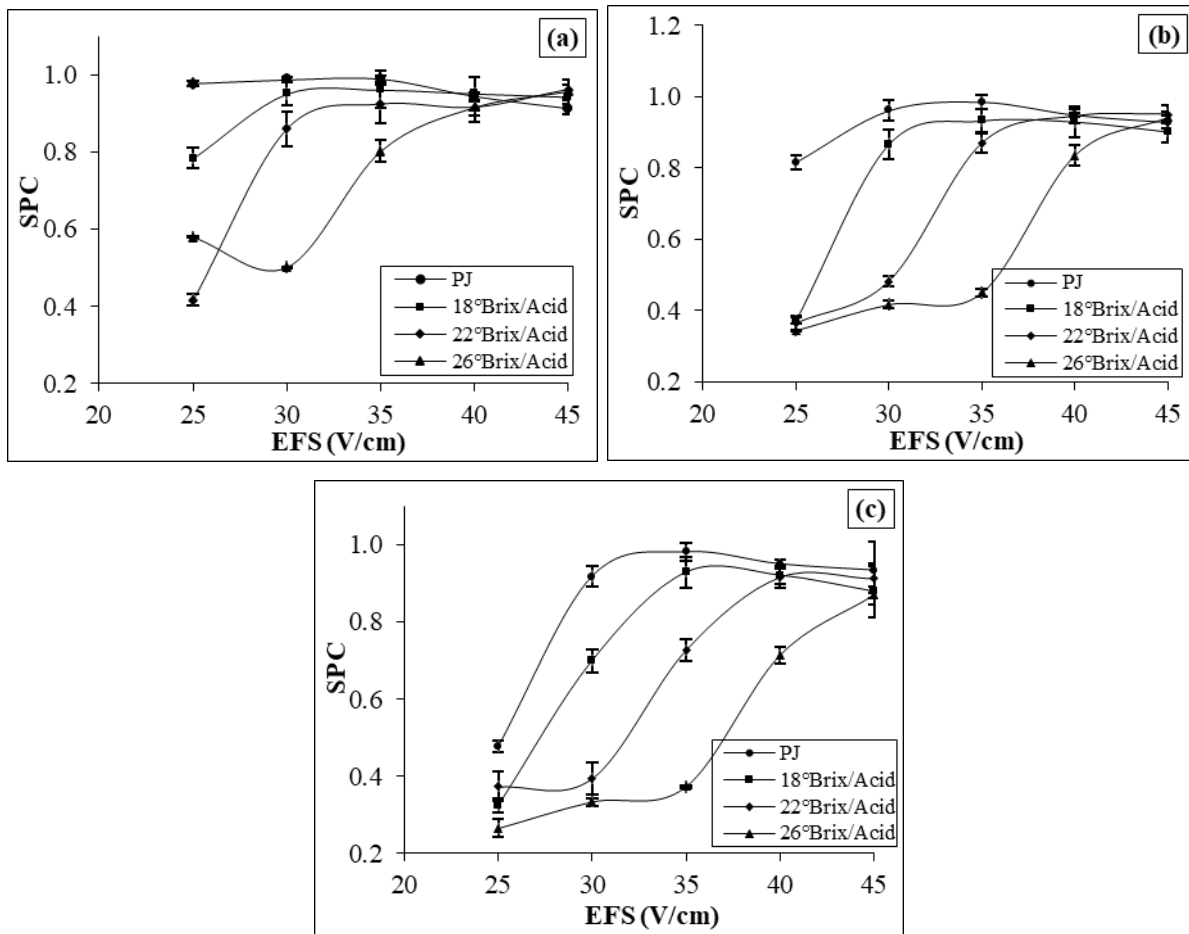 (a)
1.0
0.8
0.6
0.4
0.2
SPC
20 25 30 35 40 45
EFS (V/cm)
PJ
18°Brix/Acid
22°Brix/Acid
26°Brix/Acid
(b)
1.2
1.0
0.8
0.6
0.4
0.2
SPC
20 25 30 35 40 45
EFS (V/cm)
PJ
18°Brix/Acid
22°Brix/Acid
26°Brix/Acid
(c)
1.0
0.8
0.6
0.4
0.2
SPC
20 25 30 35 40 45
EFS (V/cm)
PJ
18°Brix/Acid
22°Brix/Acid
26°Brix/Acid